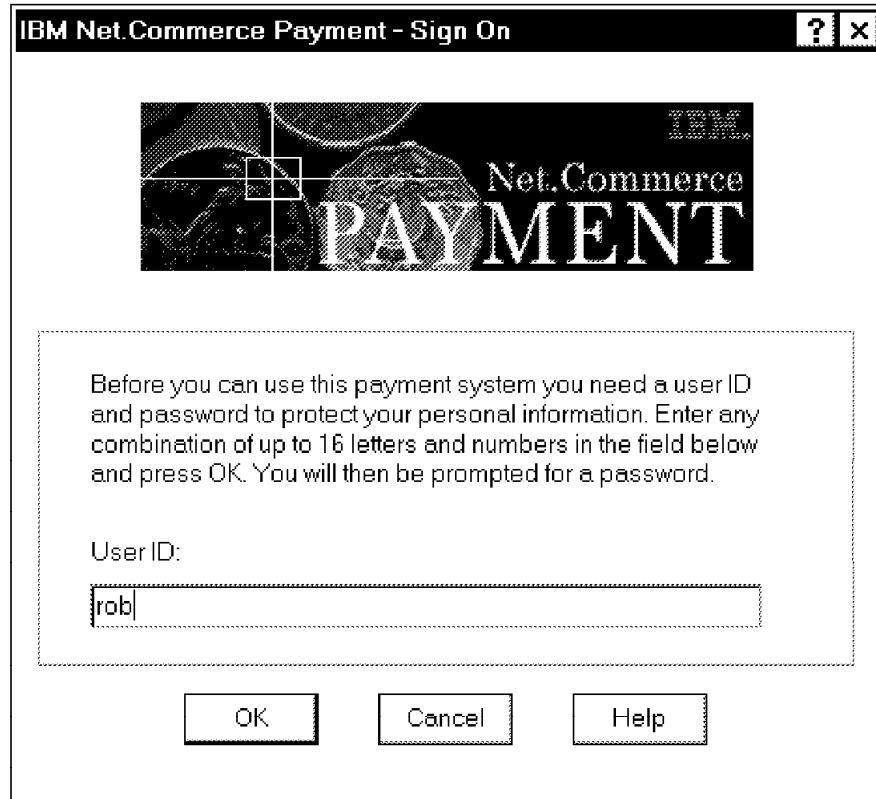 IBM Net.Commerce Payment - Sign On ? ×
IBM.
Net.Commerce
PAYMENT
Before you can use this payment system you need a user ID
and password to protect your personal information. Enter any
combination of up to 16 letters and numbers in the field below
and press OK. You will then be prompted for a password.
User ID:
rob
OK Cancel Help